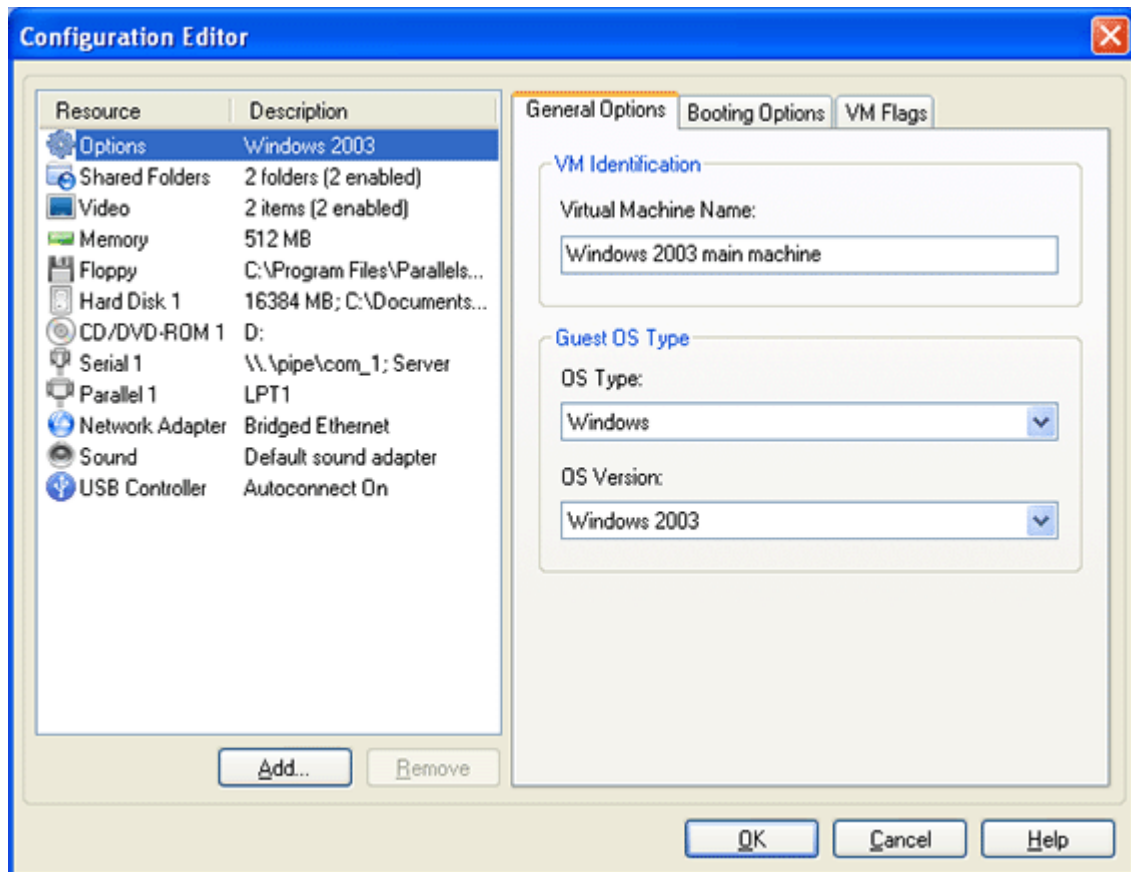 Configuration Editor
Resource Description
Options Windows 2003
Shared Folders 2 folders (2 enabled)
Video 2 items (2 enabled)
Memory 512 MB
Floppy C:\Program Files\Parallels...
Hard Disk 1 16384 MB; C:\Documents...
CD/DVD-ROM 1 D:
Serial 1 \\.\pipe\com_1; Server
Parallel 1 LPT1
Network Adapter Bridged Ethernet
Sound Default sound adapter
USB Controller Autoconnect On
Add... Remove
General Options Booting Options VM Flags
VM Identification
Virtual Machine Name:
Windows 2003 main machine
Guest OS Type
OS Type:
Windows
OS Version:
Windows 2003
OK Cancel Help